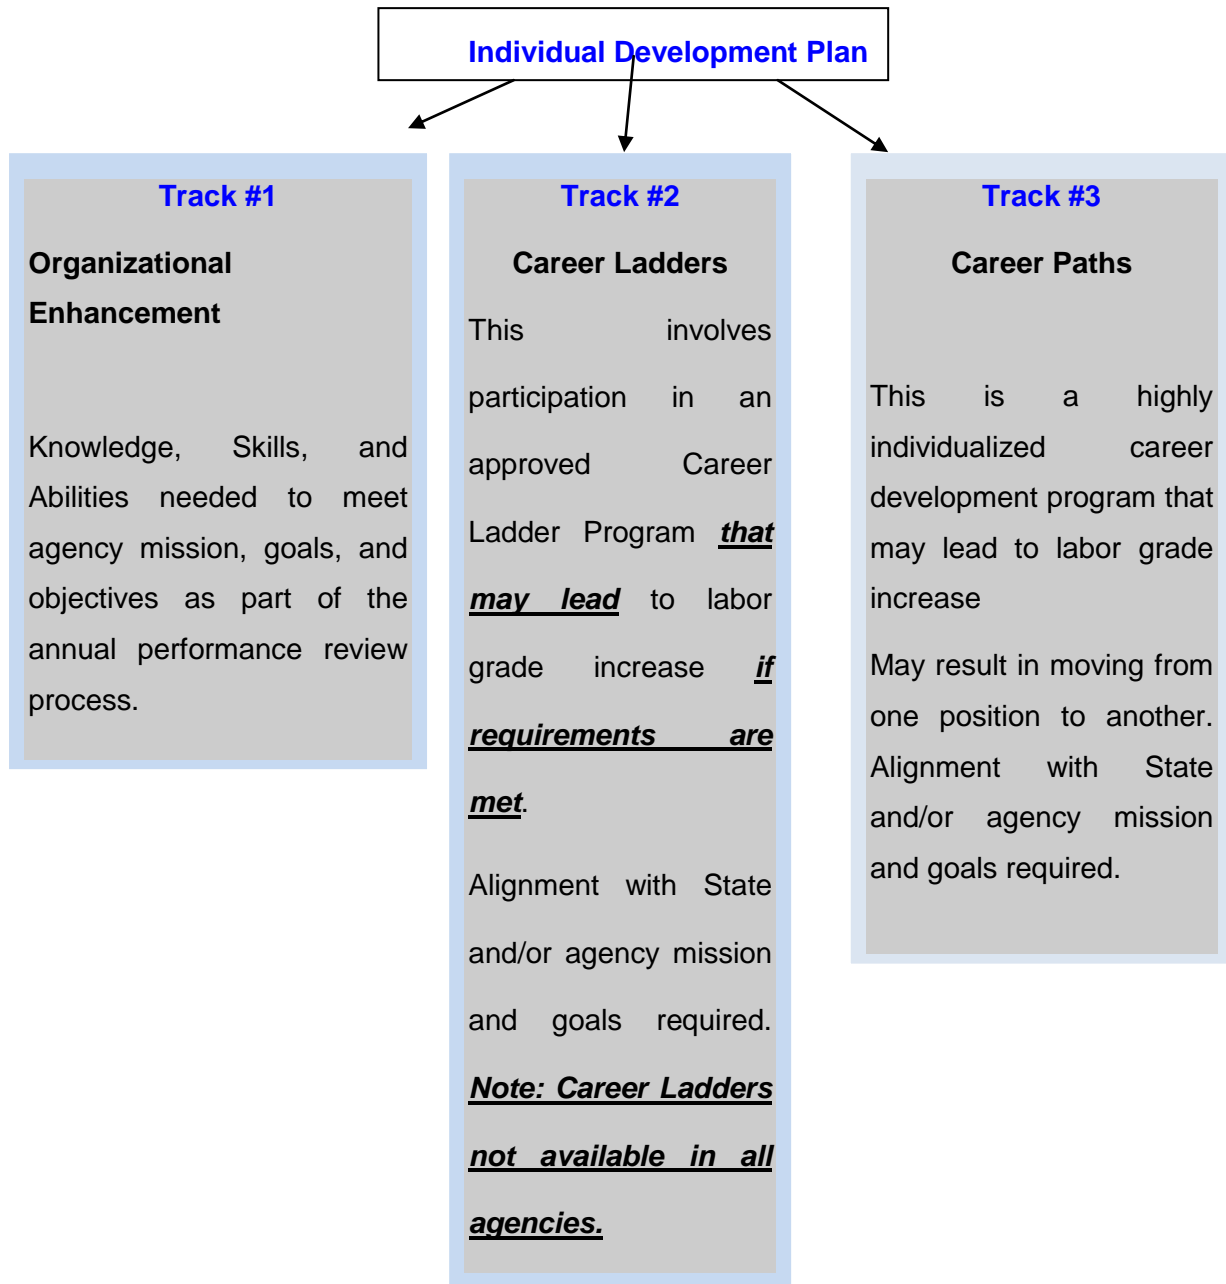 Individual Development Plan
Track #1
Organizational
Enhancement
Knowledge, Skills, and
Abilities needed to meet
agency mission, goals, and
objectives as part of the
annual performance review
process.
Track #2
Career Ladders
This involves
participation in an
approved Career
Ladder Program that
may lead to labor
grade increase if
requirements are
met.
Alignment with State
and/or agency mission
and goals required.
Note: Career Ladders
not available in all
agencies.
Track #3
Career Paths
This is a highly
individualized career
development program that
may lead to labor grade
increase
May result in moving from
one position to another.
Alignment with State
and/or agency mission
and goals required.